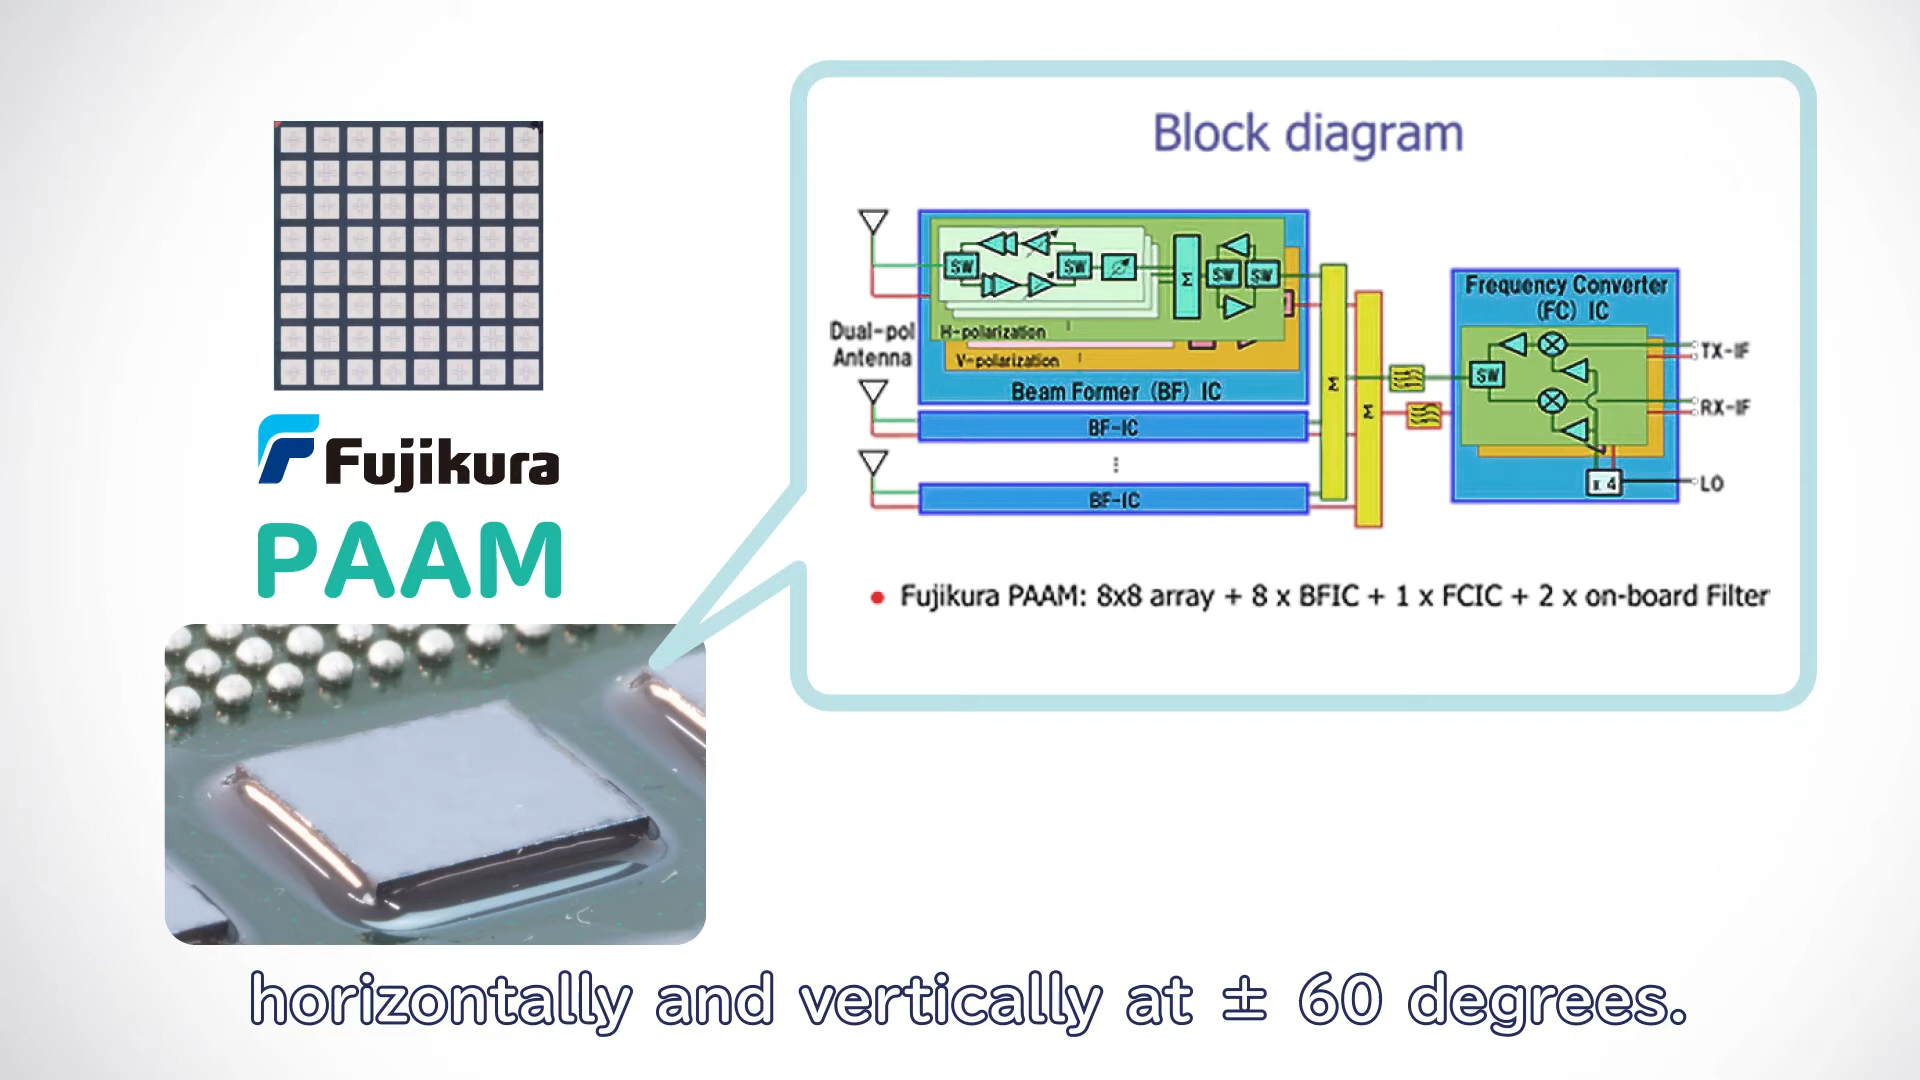 Fujikura
PAAM
Block diagram
SW
SW
Σ
SW
SW
H-polarization
V-polarization
Dual-pol
Antenna
Beam Former (BF) IC
BF-IC
BF-IC
Σ
Σ
Frequency Converter
(FC) IC
SW
x 4
TX-IF
RX-IF
LO
• Fujikura PAAM: 8x8 array + 8 x BFIC + 1 x FCIC + 2 x on-board Filter
horizontally and vertically at ± 60 degrees.